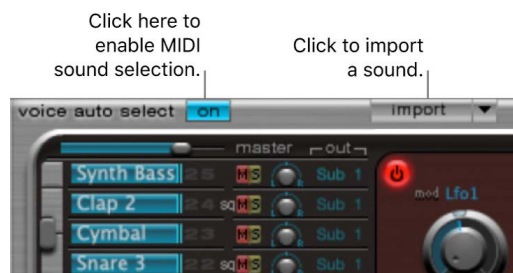 Click here to
enable MIDI
sound selection.
Click to import
a sound.
voice auto select on import
master out
Synth Bass 25 M S L R Sub 1
Clap 2 24 sq M S Sub 1
Cymbal 23 M S Sub 1
Snare 3 22 sq M S Sub 1
mod Lfo1